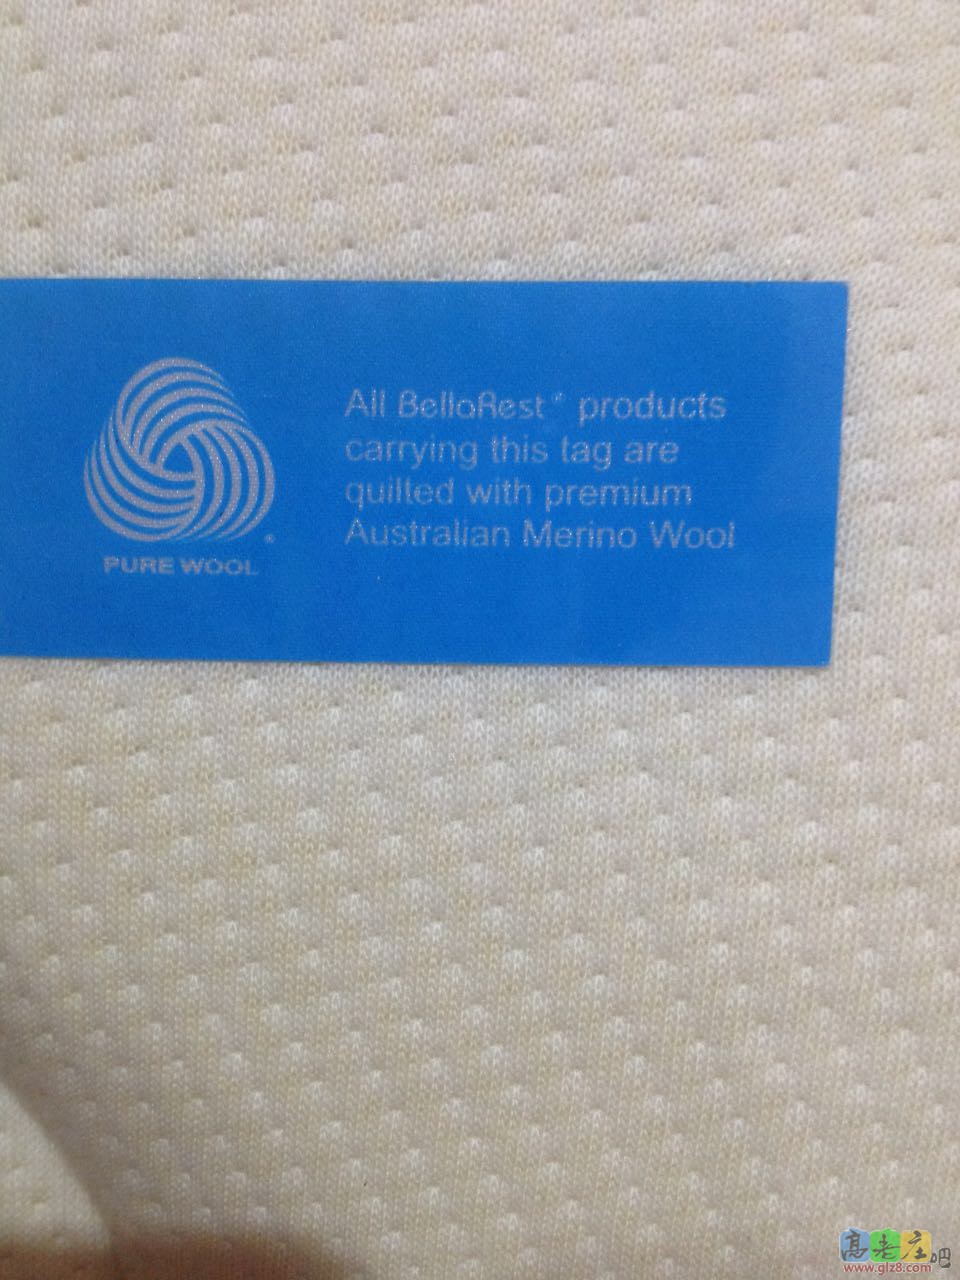 All BellaRest® products
carrying this tag are
quilted with premium
Australian Merino Wool
PURE WOOL
高老庄吧
www.glz8.com